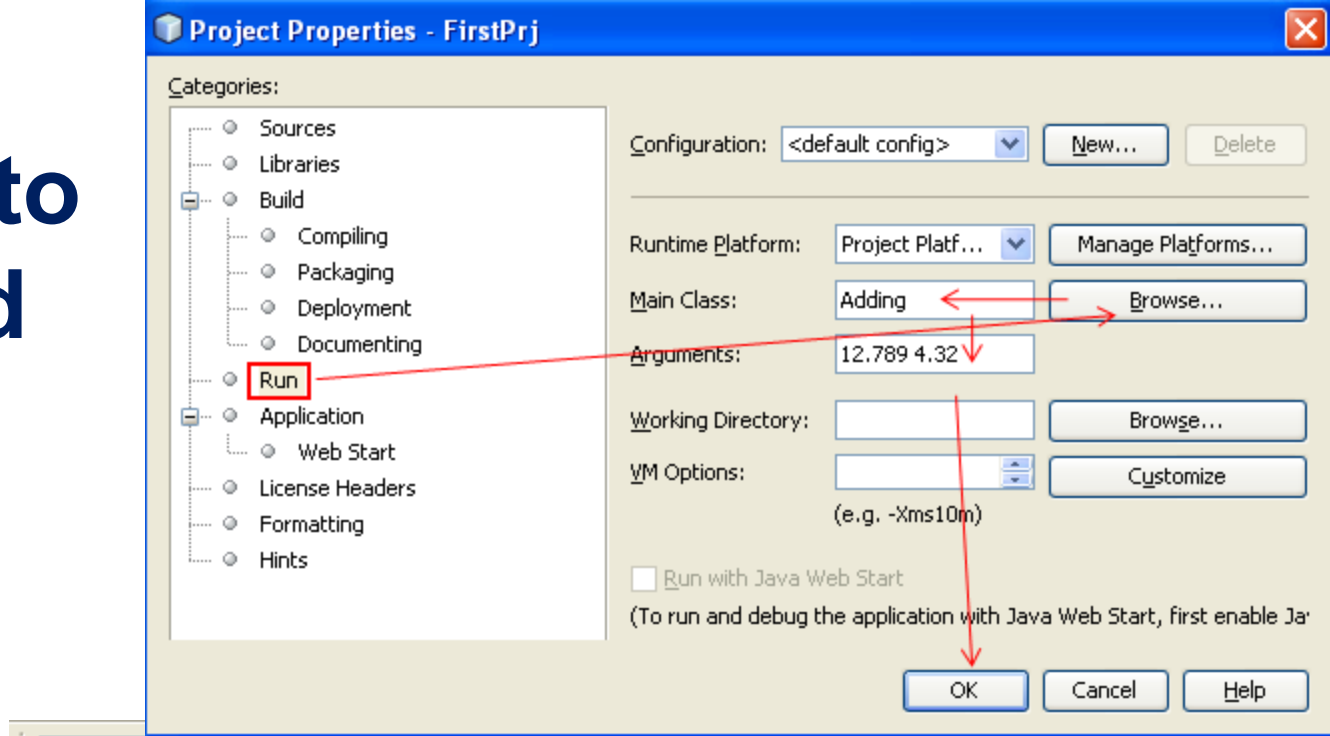 to
d
Project Properties - FirstPrj
Categories:
Sources
Libraries
Build
Compiling
Packaging
Deployment
Documenting
Run
Application
Web Start
License Headers
Formatting
Hints
Configuration: <default config> New... Delete
Runtime Platform: Project Platf... Manage Platforms...
Main Class: Adding Browse...
Arguments: 12.789 4.32
Working Directory: Browse...
VM Options: Customize
(e.g. -Xms10m)
Run with Java Web Start
(To run and debug the application with Java Web Start, first enable Ja
OK Cancel Help